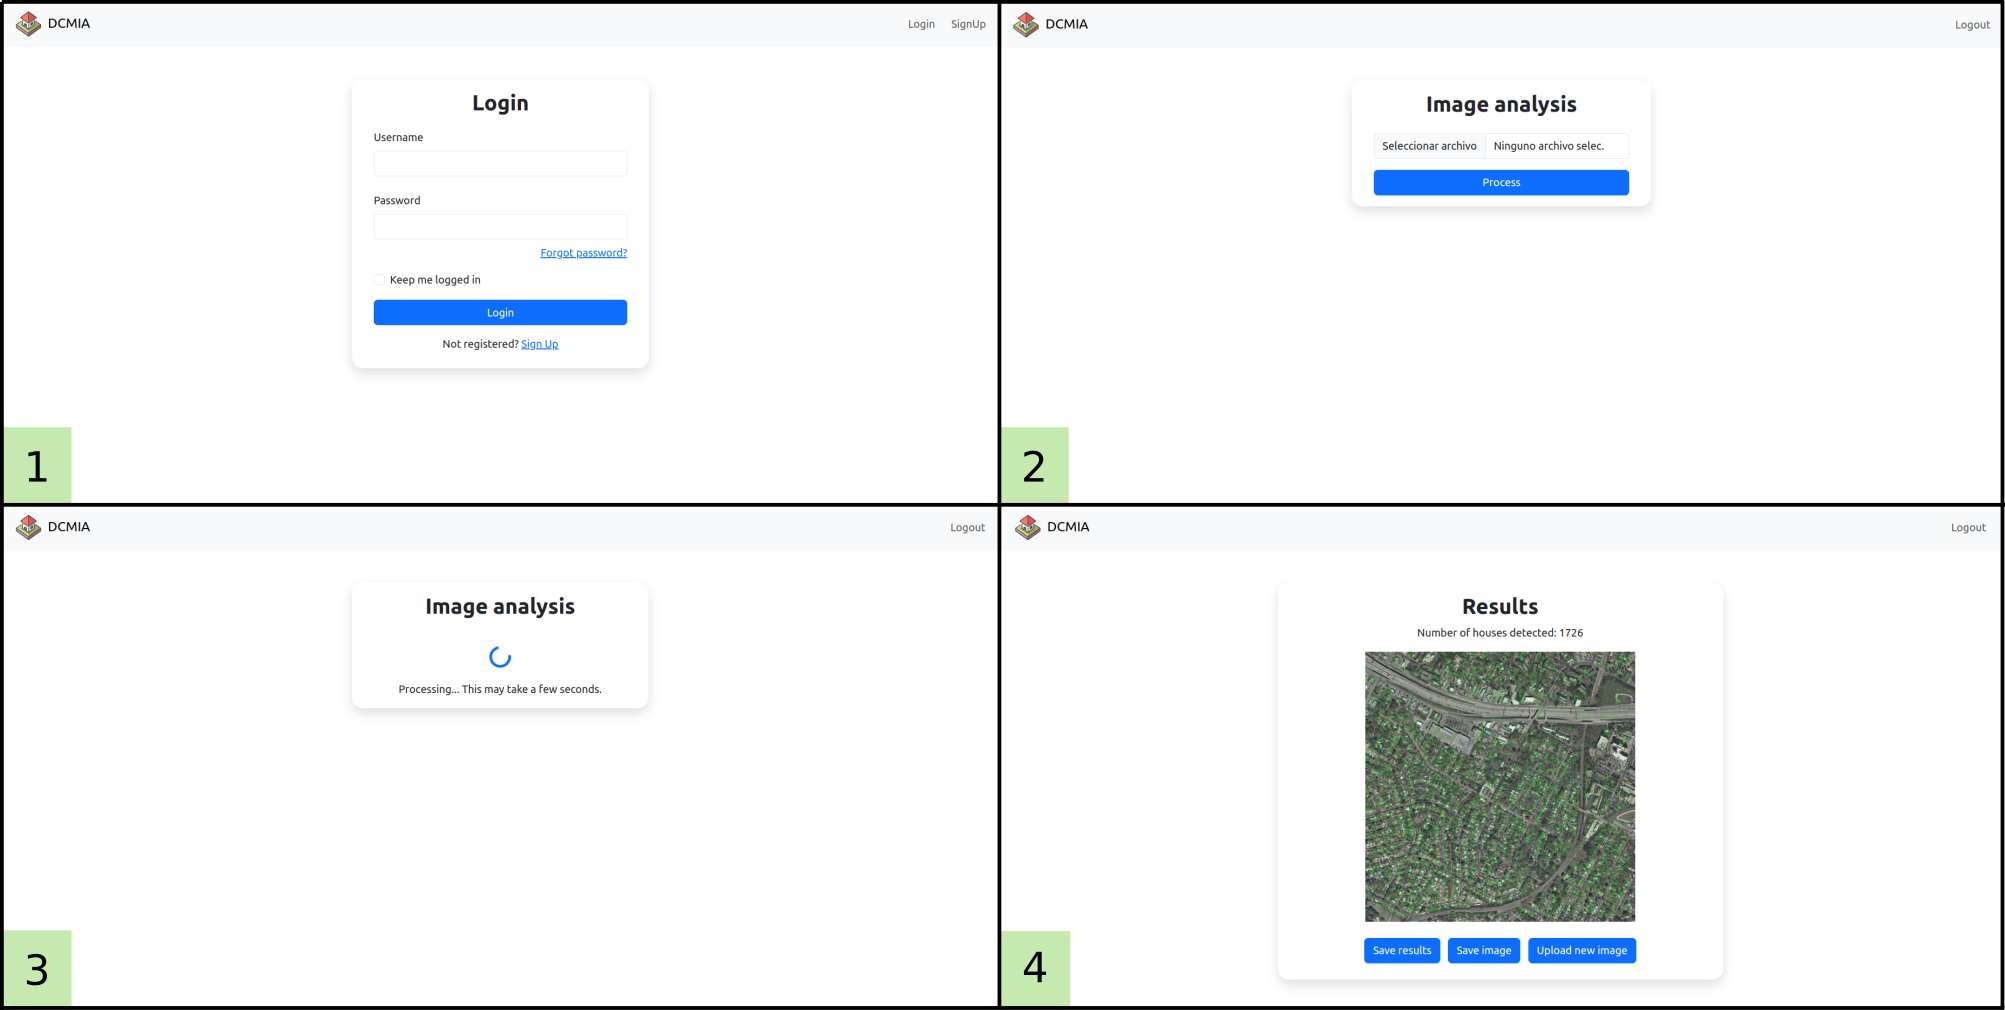 DCMIA
Login SignUp
Login
Username
Password
Forgot password?
Keep me logged in
Login
Not registered? Sign Up
1
DCMIA
Logout
Image analysis
Seleccionar archivo Ninguno archivo selec.
Process
2
DCMIA
Logout
Image analysis
Processing... This may take a few seconds.
3
DCMIA
Logout
Results
Number of houses detected: 1726
Save results Save image Upload new image
4